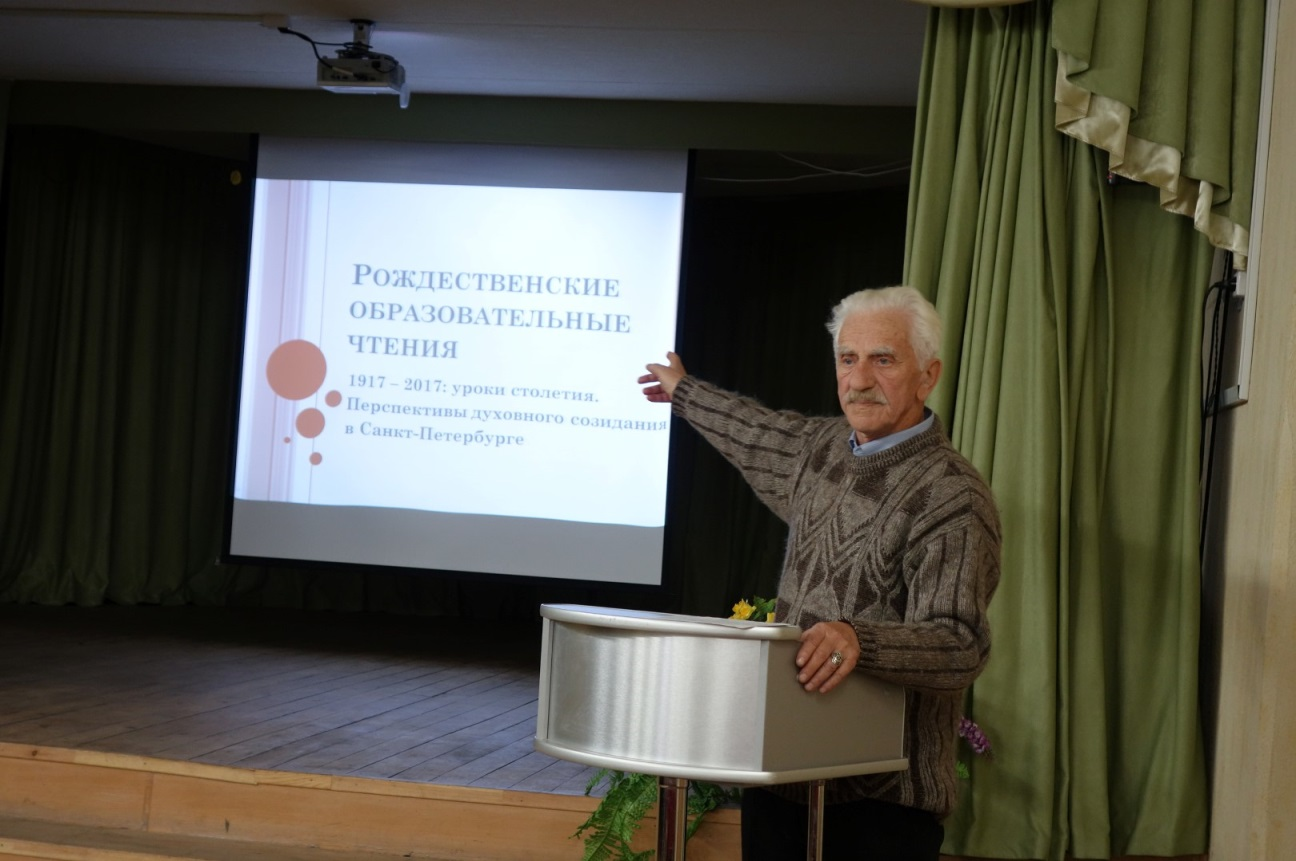 РОЖДЕСТВЕНСКИЕ
ОБРАЗОВАТЕЛЬНЫЕ
ЧТЕНИЯ
1917 – 2017: уроки столетия.
Перспективы духовного созидания
в Санкт-Петербурге